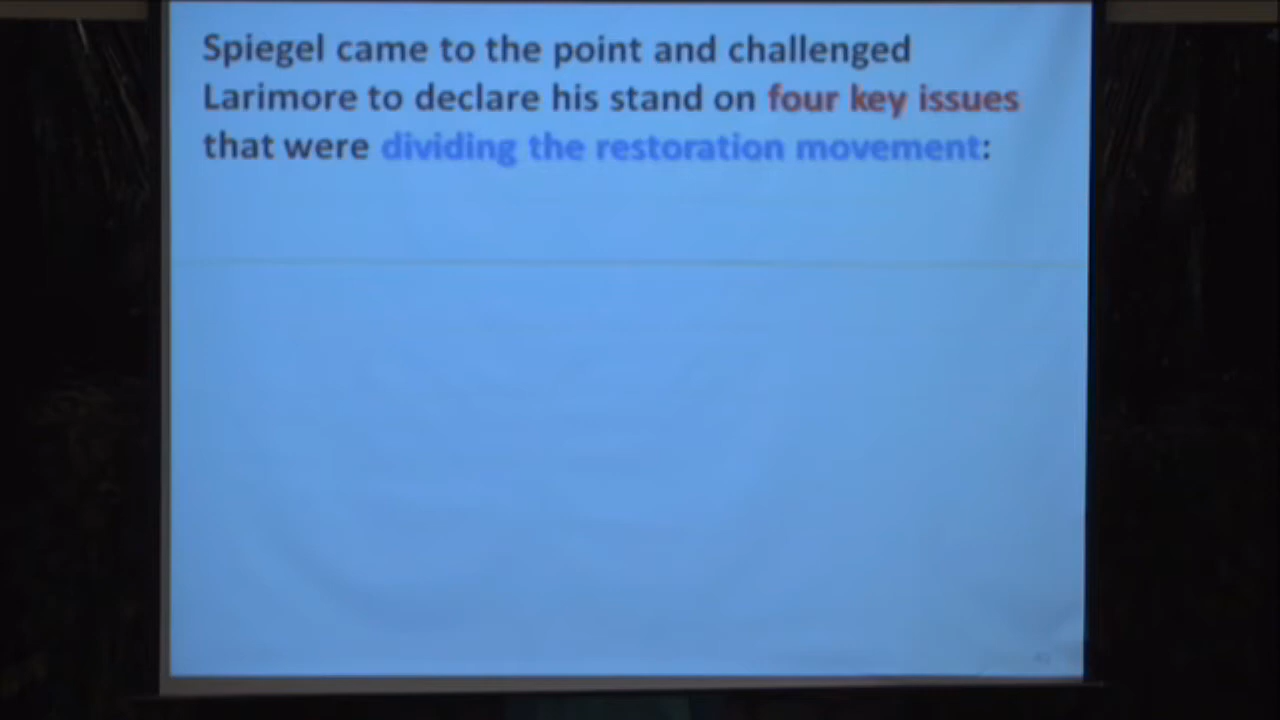 Spiegel came to the point and challenged
Larimore to declare his stand on four key issues
that were dividing the restoration movement: